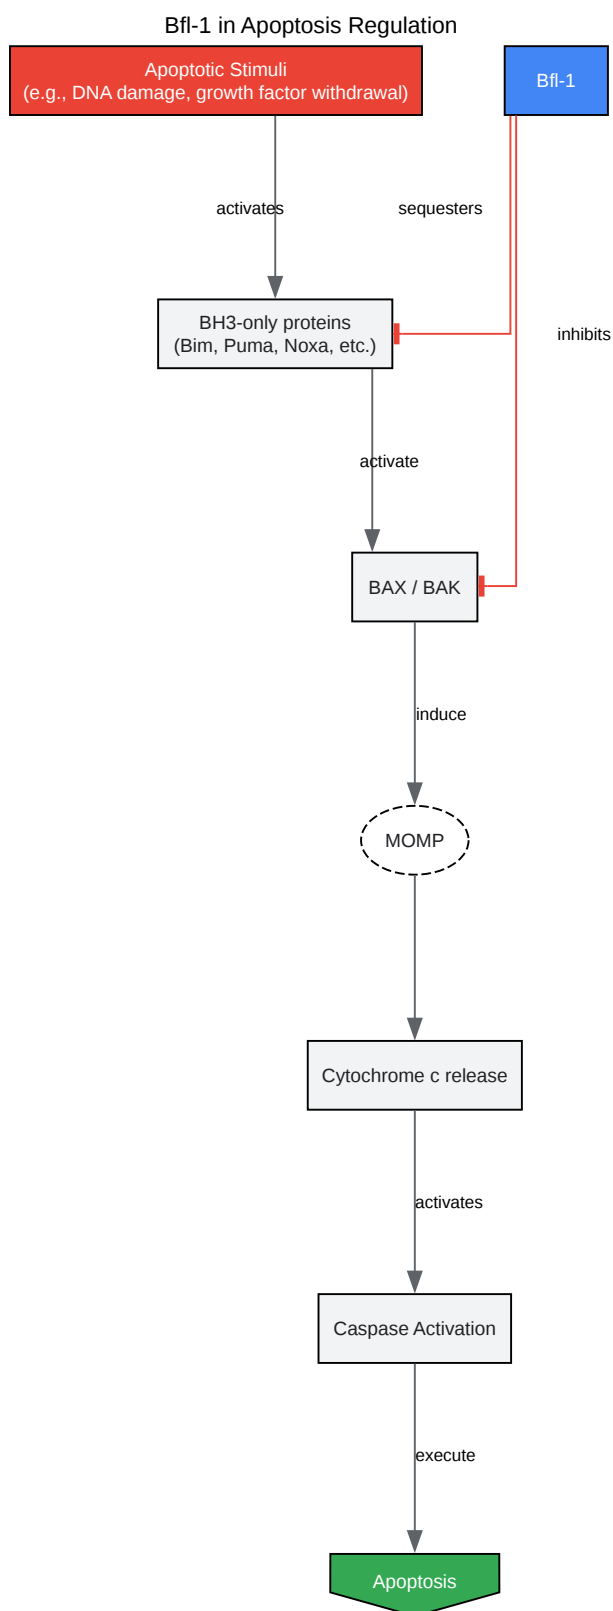 Bfl-1 in Apoptosis Regulation
Apoptotic Stimuli
(e.g., DNA damage, growth factor withdrawal)
Bfl-1
activates
sequesters
BH3-only proteins
(Bim, Puma, Noxa, etc.)
inhibits
activate
BAX / BAK
induce
MOMP
Cytochrome c release
activates
Caspase Activation
execute
Apoptosis